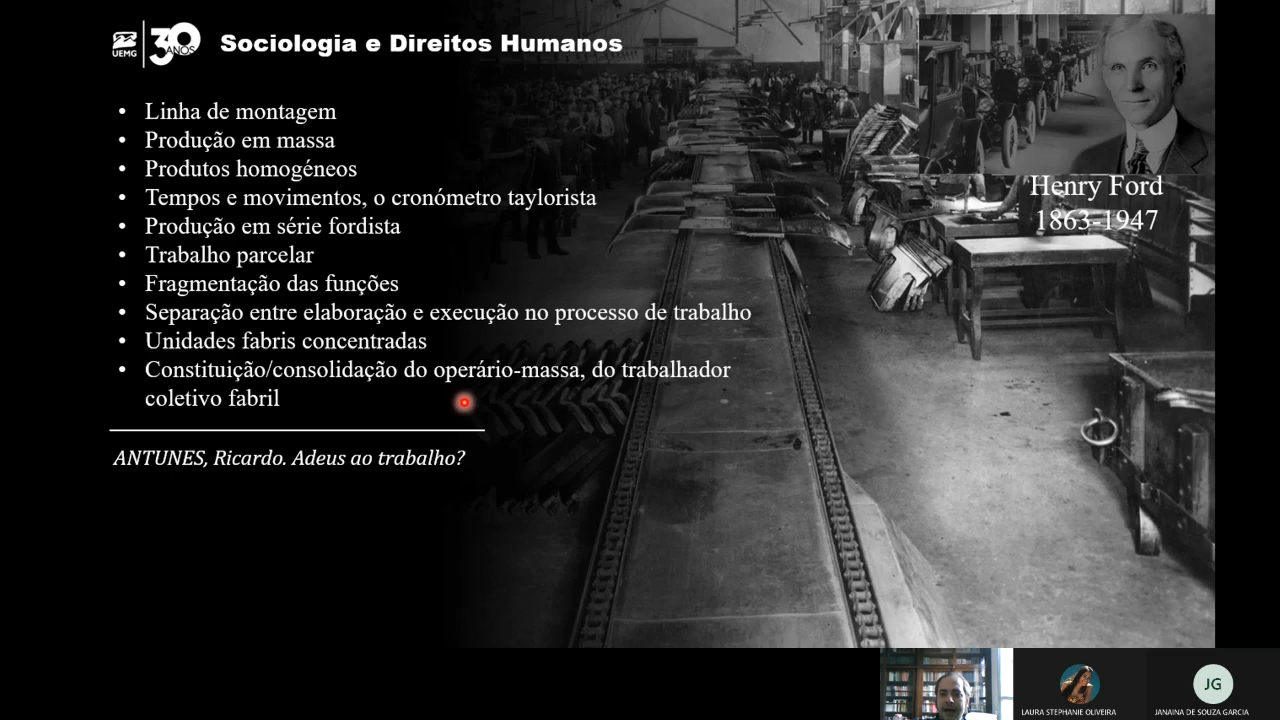 UEMG
30
ANOS
Sociologia e Direitos Humanos
• Linha de montagem
• Produção em massa
• Produtos homogéneos
• Tempos e movimentos, o cronómetro taylorista
• Produção em série fordista
• Trabalho parcelar
• Fragmentação das funções
• Separação entre elaboração e execução no processo de trabalho
• Unidades fabris concentradas
• Constituição/consolidação do operário-massa, do trabalhador
coletivo fabril
ANTUNES, Ricardo. Adeus ao trabalho?
Henry Ford
1863-1947
JG
LAURA STEPHANIE OLIVEIRA
JANAINA DE SOUZA GARCIA